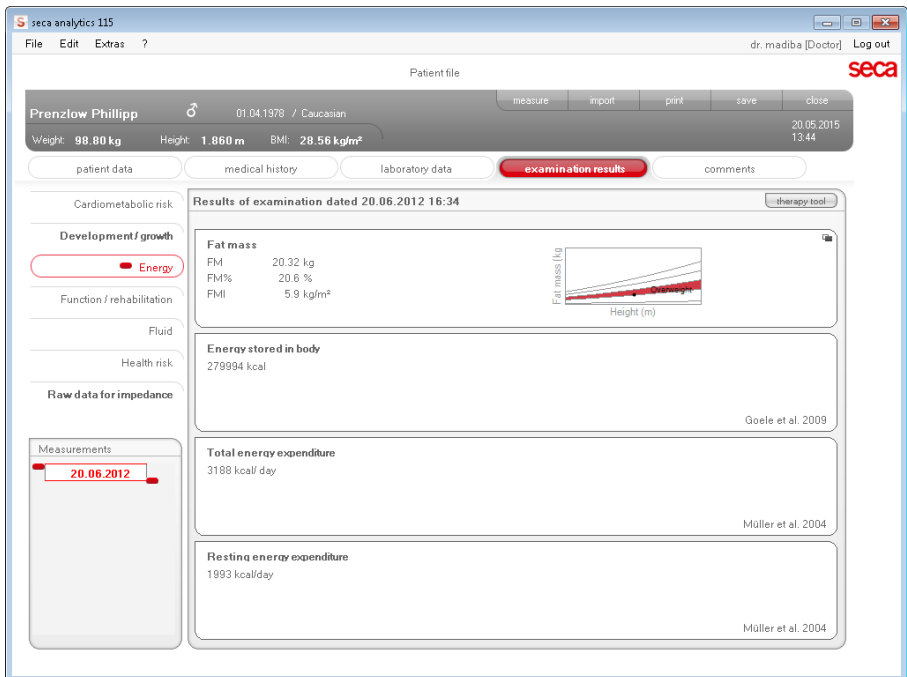 seca analytics 115
File Edit Extras ?
dr. madiba [Doctor] Log out
Patient file
seca
measure import print save close
Prenzlow Phillipp ♂ 01.04.1978 / Caucasian
20.05.2015
13:44
Weight: 98.80 kg Height: 1.860 m BMI: 28.56 kg/m²
patient data medical history laboratory data examination results comments
Cardiometabolic risk
Development / growth
Energy
Function / rehabilitation
Fluid
Health risk
Raw data for impedance
Measurements
20.06.2012
Results of examination dated 20.06.2012 16:34
therapy tool
Fat mass
FM 20.32 kg
FM% 20.6 %
FMI 5.9 kg/m²
Fat mass (kg
Overweight
Height (m)
Energy stored in body
279994 kcal
Goele et al. 2009
Total energy expenditure
3188 kcal/ day
Müller et al. 2004
Resting energy expenditure
1993 kcal/day
Müller et al. 2004